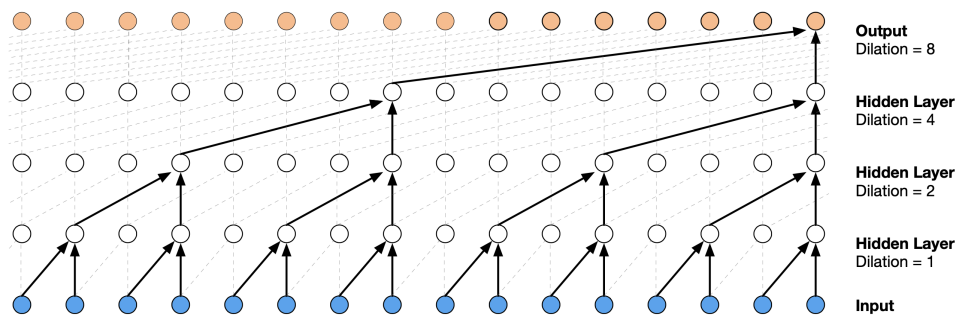 Output
Dilation = 8
Hidden Layer
Dilation = 4
Hidden Layer
Dilation = 2
Hidden Layer
Dilation = 1
Input